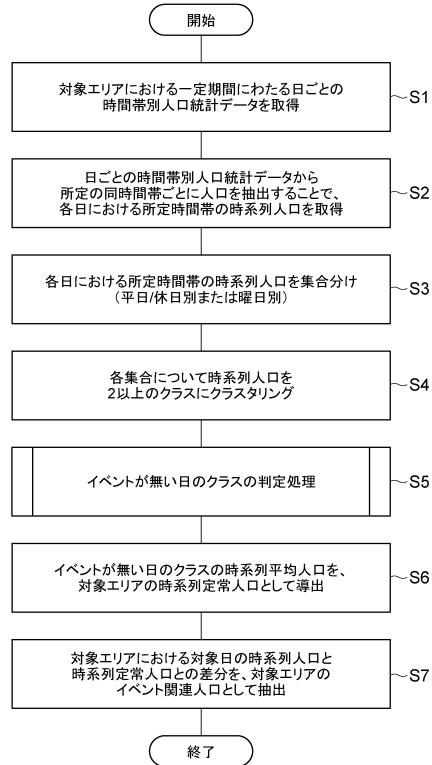 開始
対象エリアにおける一定期間にわたる日ごとの
時間帯別人口統計データを取得
S1
日ごとの時間帯別人口統計データから
所定の同時間帯ごとに人口を抽出することで、
各日における所定時間帯の時系列人口を取得
S2
各日における所定時間帯の時系列人口を集合分け
（平日/休日別または曜日別）
S3
各集合について時系列人口を
2以上のクラスにクラスタリング
S4
イベントが無い日のクラスの判定処理
S5
イベントが無い日のクラスの時系列平均人口を、
対象エリアの時系列定常人口として導出
S6
対象エリアにおける対象日の時系列人口と
時系列定常人口との差分を、対象エリアの
イベント関連人口として抽出
S7
終了